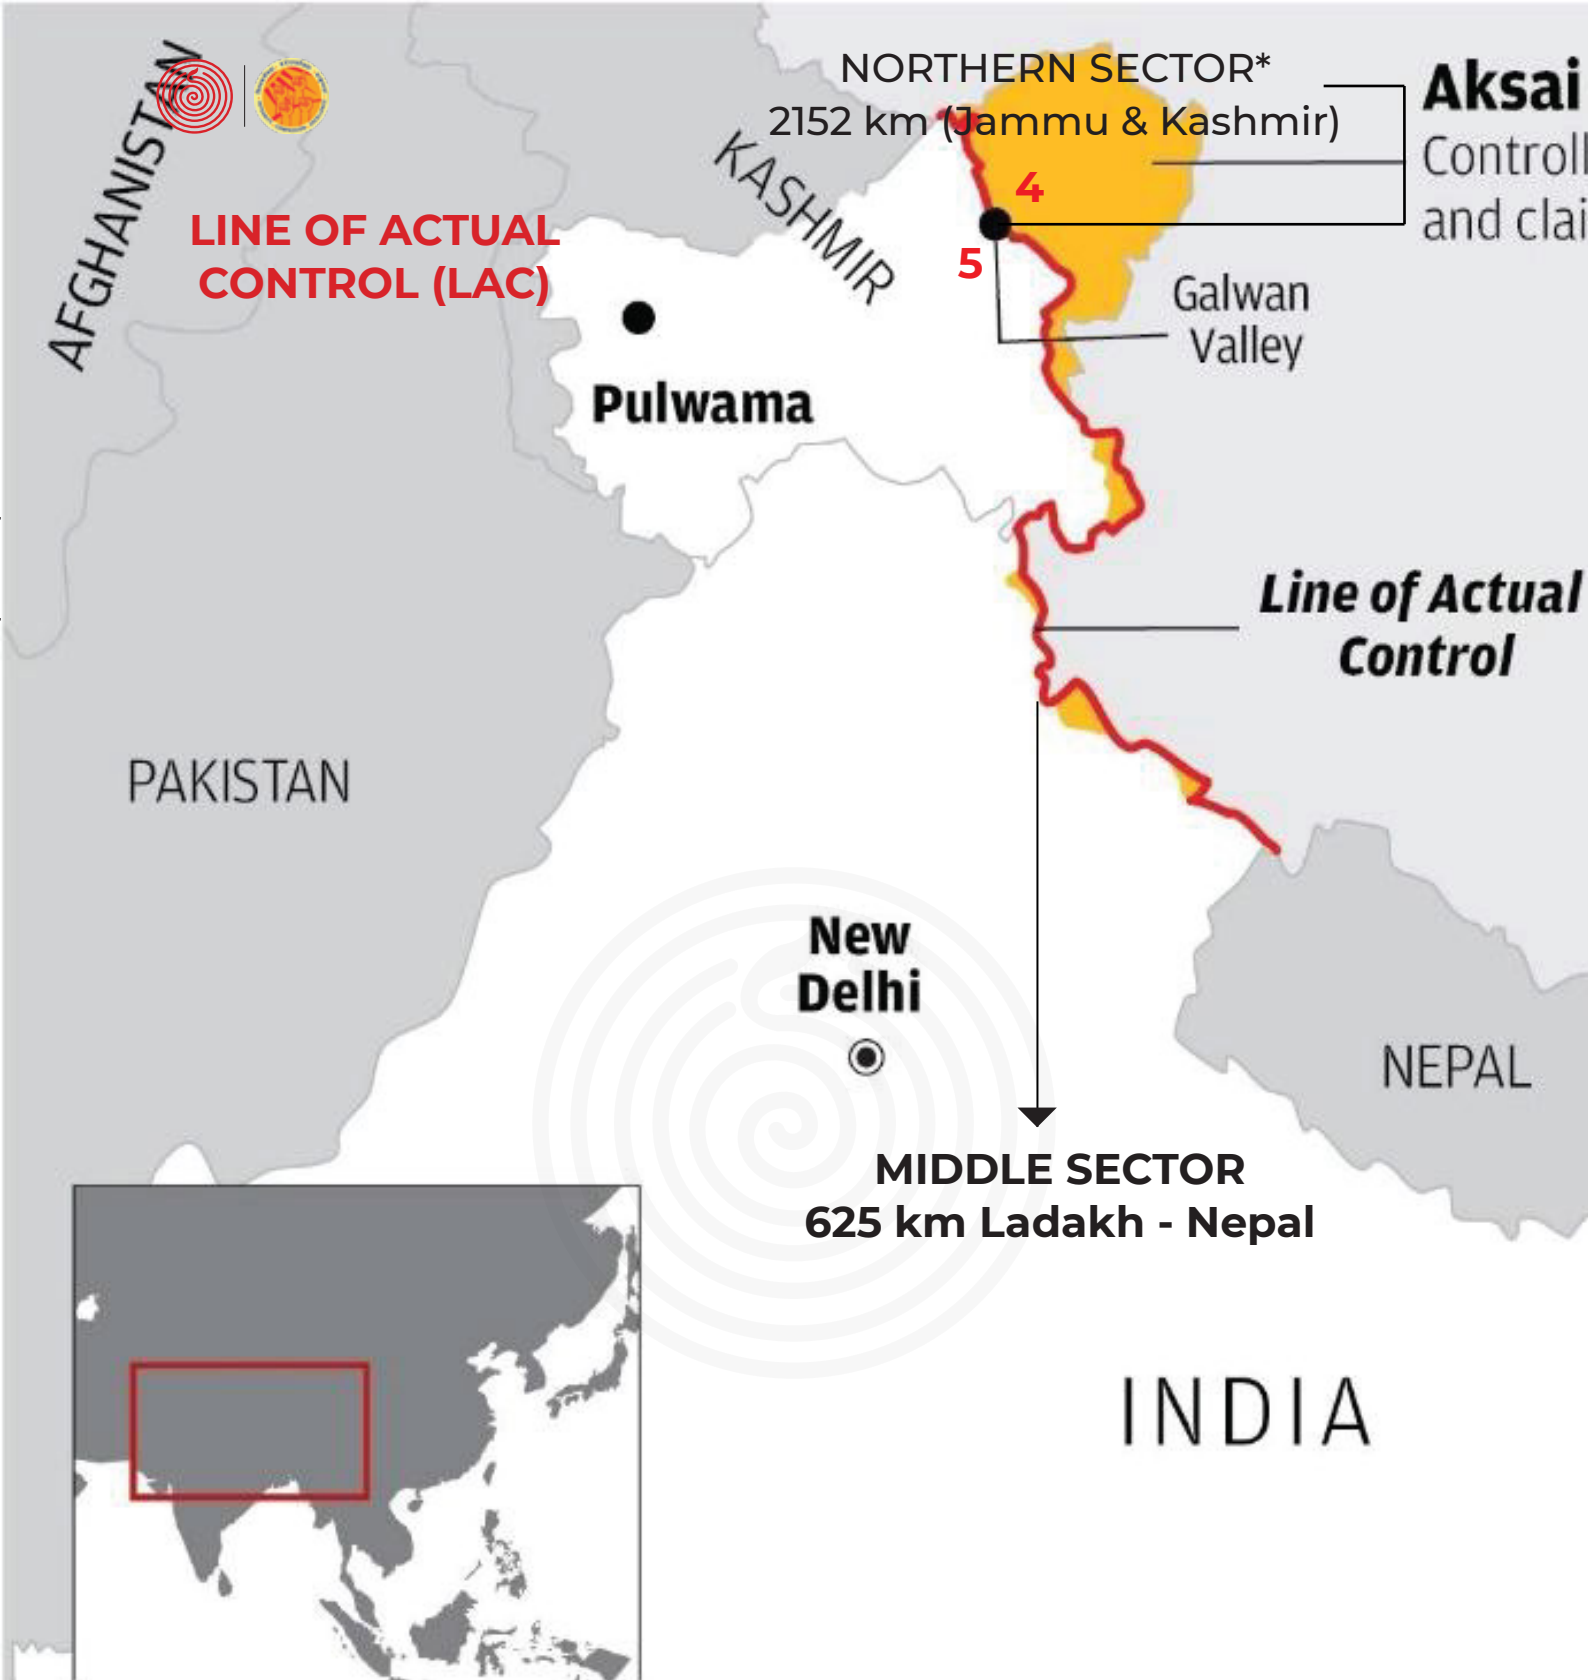 AFGHANISTAN
LINE OF ACTUAL
CONTROL (LAC)
NORTHERN SECTOR*
2152 km (Jammu & Kashmir)
Aksai
Controll
and clai
KASHMIR
4
5
Galwan
Valley
Pulwama
Line of Actual
Control
PAKISTAN
New
Delhi
NEPAL
MIDDLE SECTOR
625 km Ladakh - Nepal
INDIA